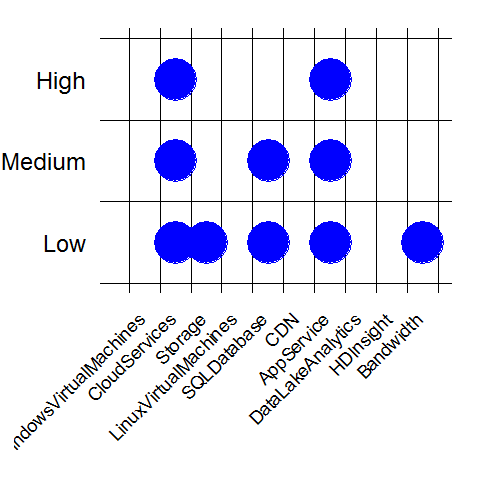 High
Medium
Low
ndowsVirtualMachines
CloudServices
Storage
LinuxVirtualMachines
SQLDatabase
CDN
AppService
DataLakeAnalytics
HDInsight
Bandwidth